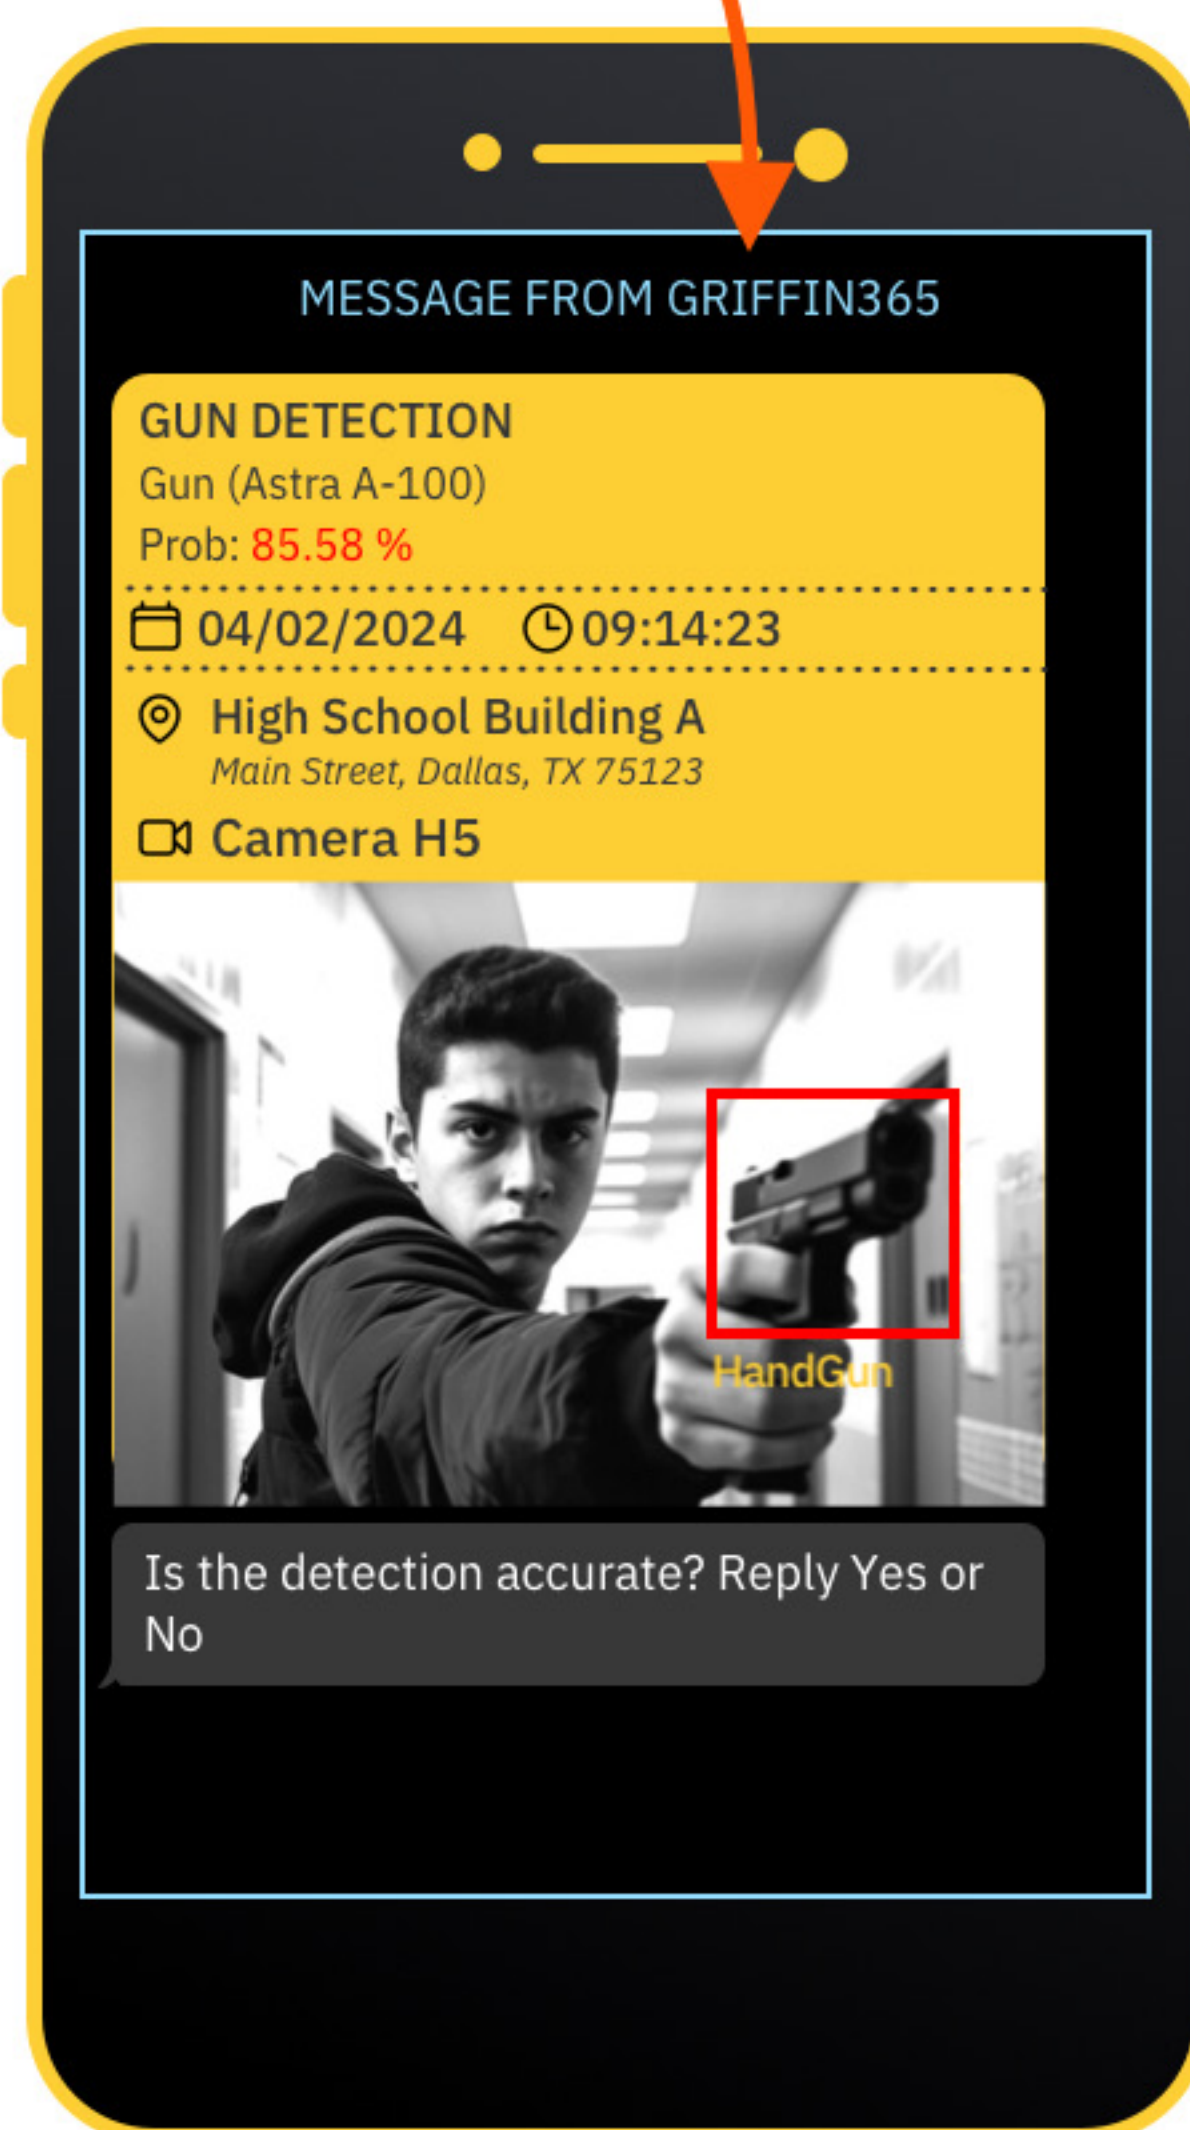 MESSAGE FROM GRIFFIN365
GUN DETECTION
Gun (Astra A-100)
Prob: 85.58 %
04/02/2024 09:14:23
High School Building A
Main Street, Dallas, TX 75123
Camera H5
HandGun
Is the detection accurate? Reply Yes or
No